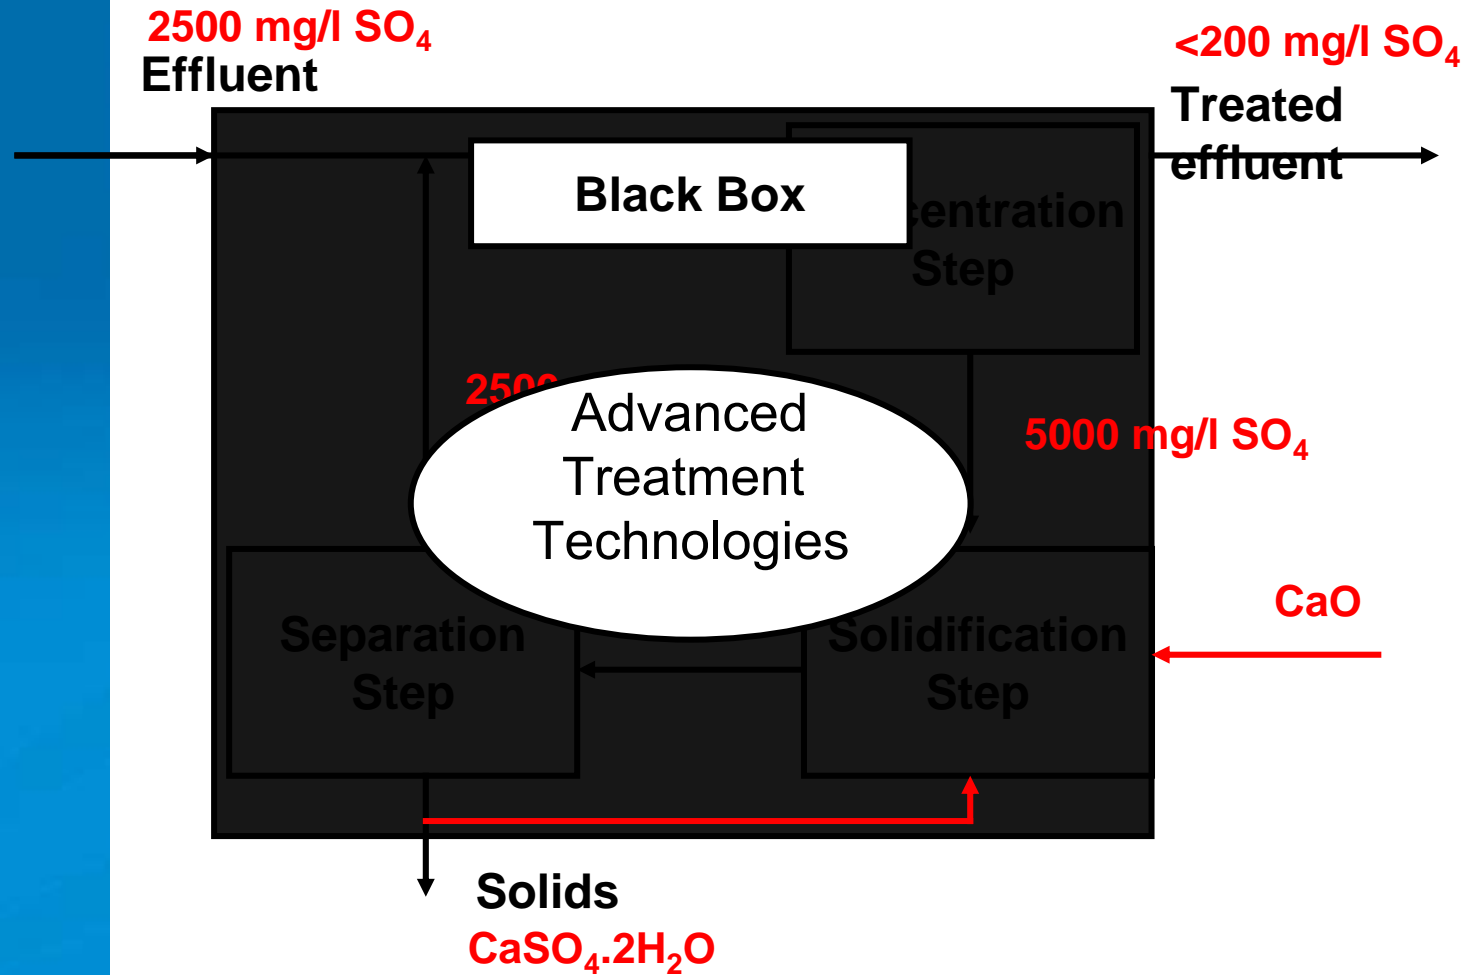 2500 mg/l SO₄
Effluent
<200 mg/l SO₄
Treated
effluent
Black Box
centration
Step
2500
Advanced
Treatment
Technologies
5000 mg/l SO₄
CaO
Separation
Step
Solidification
Step
Solids
CaSO₄.2H₂O